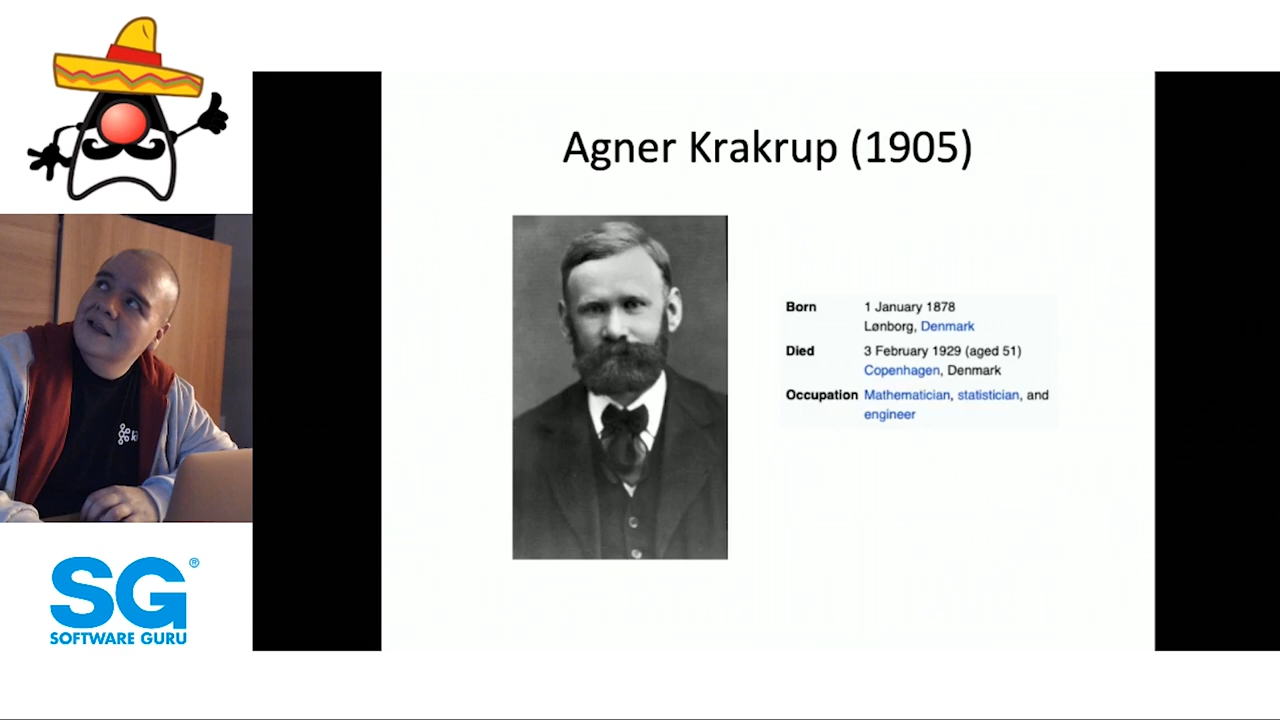 Agner Krakrup (1905)
Born 1 January 1878
Lønborg, Denmark
Died 3 February 1929 (aged 51)
Copenhagen, Denmark
Occupation Mathematician, statistician, and
engineer
SG®
SOFTWARE GURU